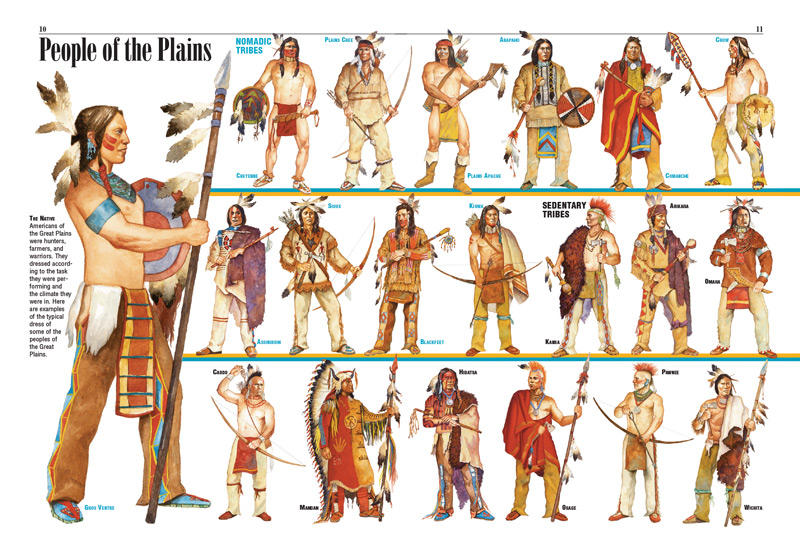 10
11
People of the Plains
NOMADIC
TRIBES
PLAINS CREE
ARAPAHO
CROW
CHEYENNE
PLAINS APACHE
COMANCHE
THE NATIVE
Americans of
the Great Plains
were hunters,
farmers, and
warriors. They
dressed accord-
ing to the task
they were per-
forming and
the climate they
were in. Here
are examples
of the typical
dress of
some of the
peoples of
the Great
Plains.
SIOUX
KIOWA
SEDENTARY
TRIBES
ARIKARA
OMAHA
ASSINIBOIN
BLACKFEET
KANSA
CADDO
HIDATSA
PAWNEE
MANDAN
OSAGE
WICHITA
GROS VENTRE